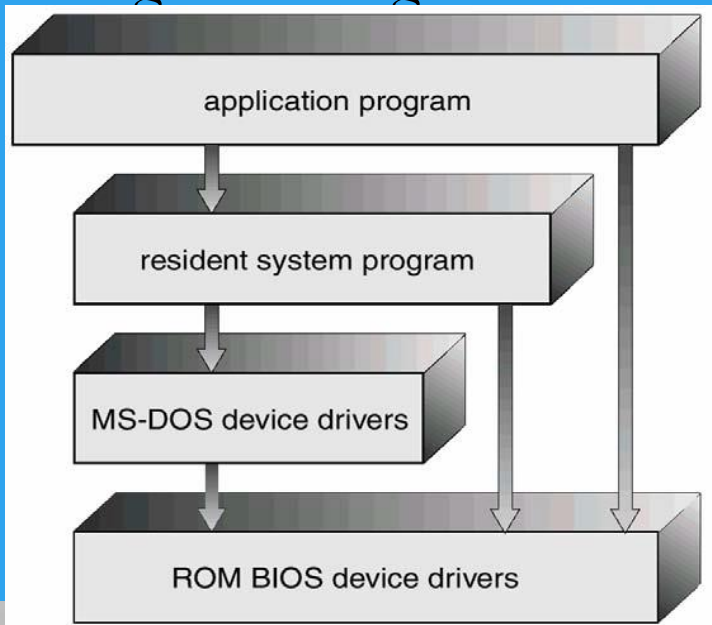 application program
resident system program
MS-DOS device drivers
ROM BIOS device drivers